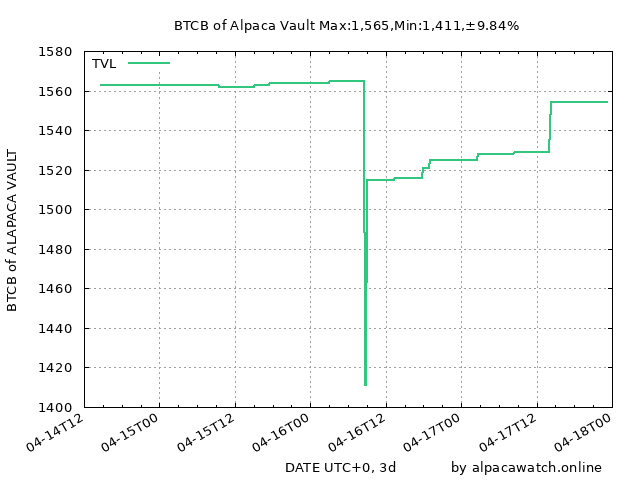 BTCB of Alpaca Vault Max:1,565,Min:1,411,±9.84%
TVL
BTCB of ALAPACA VAULT
1580
1560
1540
1520
1500
1480
1460
1440
1420
1400
04-14T12
04-15T00
04-15T12
04-16T00
04-16T12
04-17T00
04-17T12
04-18T00
DATE UTC+0, 3d
by alpacawatch.online